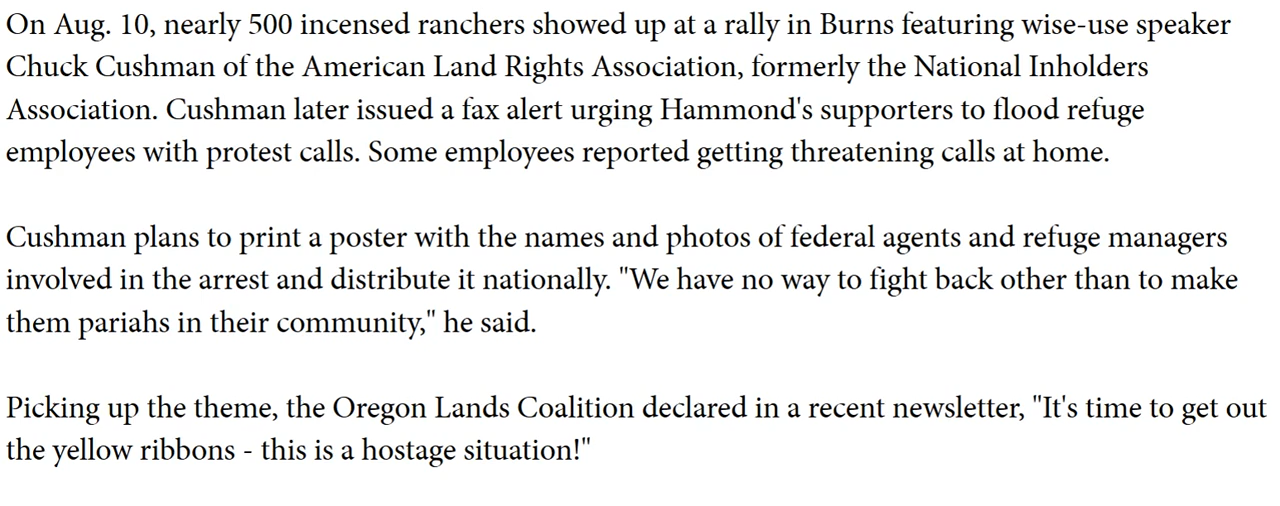 On Aug. 10, nearly 500 incensed ranchers showed up at a rally in Burns featuring wise-use speaker
Chuck Cushman of the American Land Rights Association, formerly the National Inholders
Association. Cushman later issued a fax alert urging Hammond's supporters to flood refuge
employees with protest calls. Some employees reported getting threatening calls at home.
Cushman plans to print a poster with the names and photos of federal agents and refuge managers
involved in the arrest and distribute it nationally. "We have no way to fight back other than to make
them pariahs in their community," he said.
Picking up the theme, the Oregon Lands Coalition declared in a recent newsletter, "It's time to get out
the yellow ribbons - this is a hostage situation!"